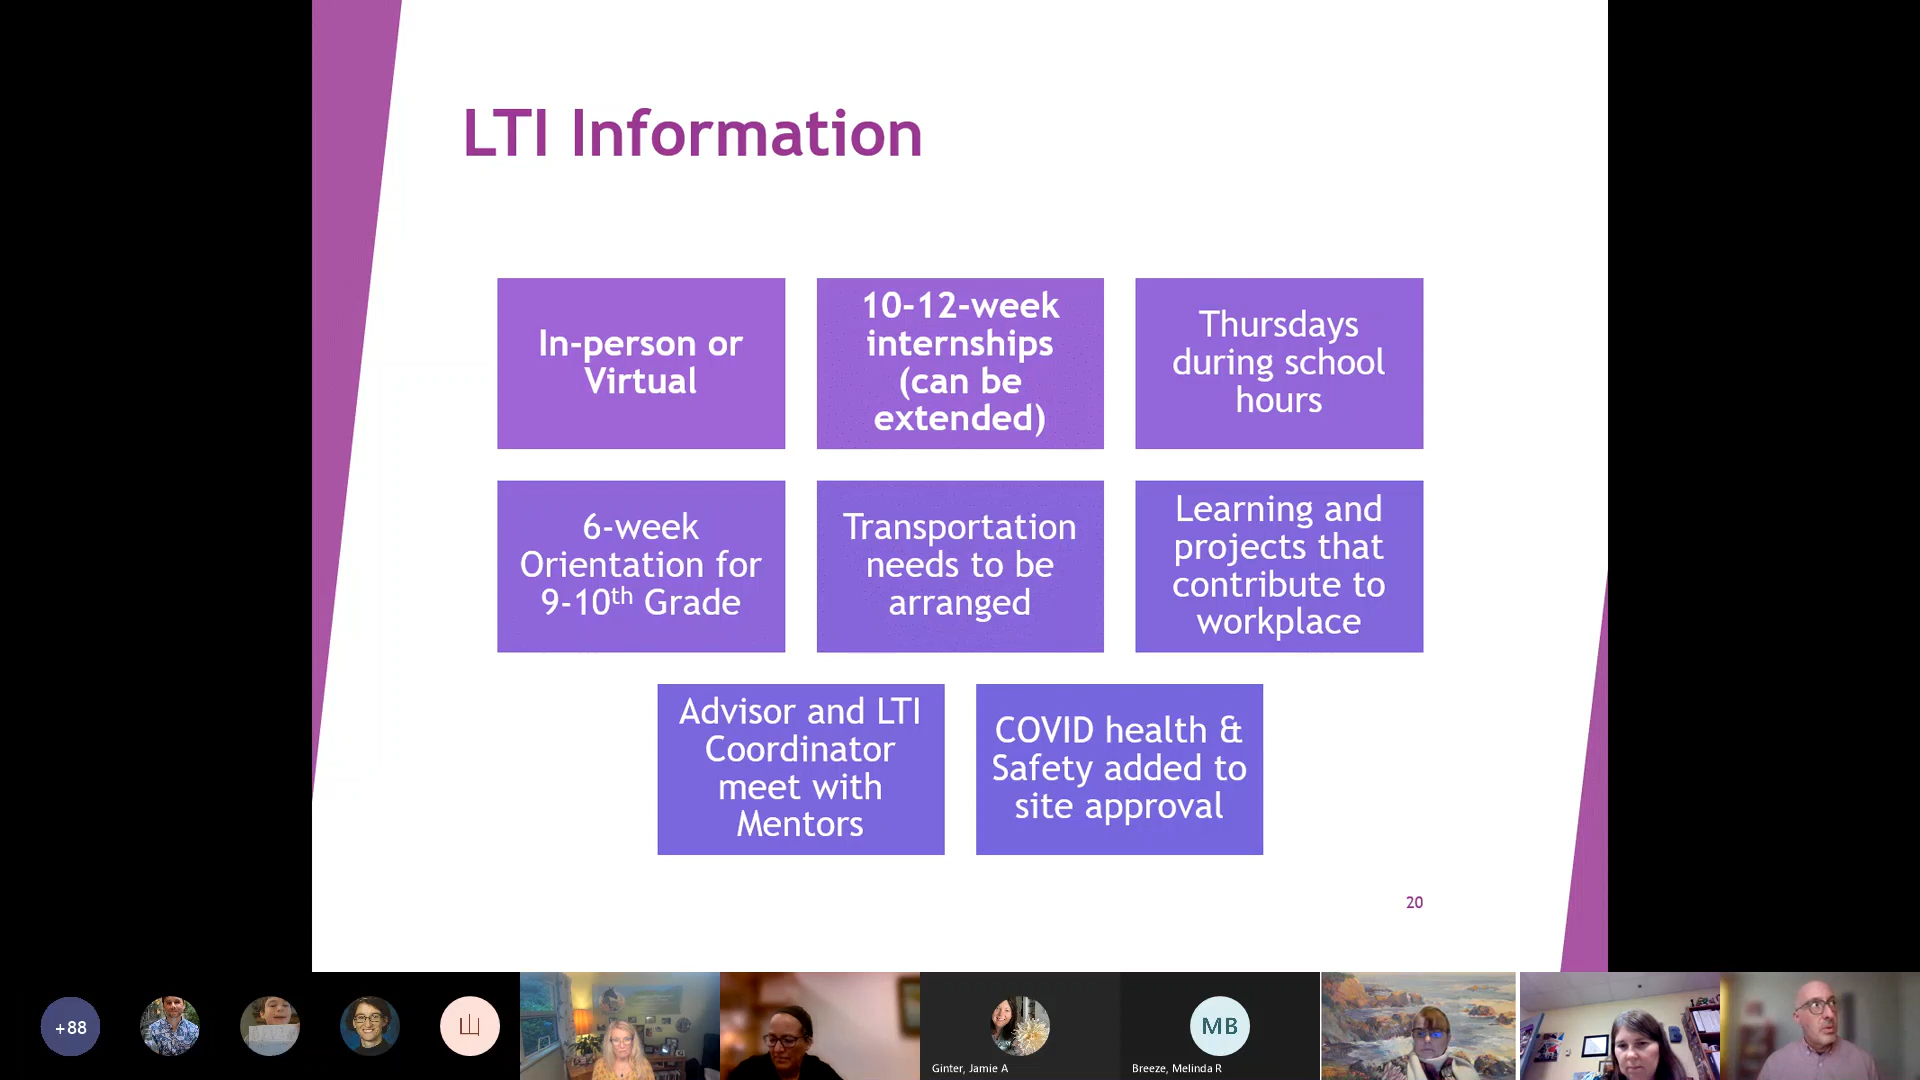 LTI Information
In-person or
Virtual
10-12-week
internships
(can be
extended)
Thursdays
during school
hours
6-week
Orientation for
9-10th Grade
Transportation
needs to be
arranged
Learning and
projects that
contribute to
workplace
Advisor and LTI
Coordinator
meet with
Mentors
COVID health &
Safety added to
site approval
20
+88
Ginter, Jamie A
MB
Breeze, Melinda R